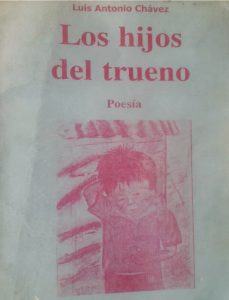 Luis Antonio Chávez
Los hijos
del trueno
Poesía